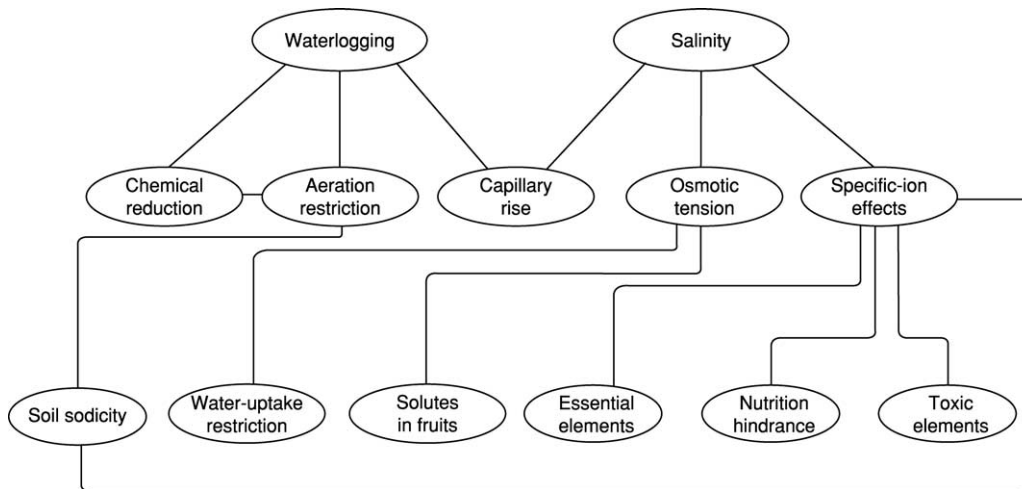 Waterlogging
Salinity
Chemical
reduction
Aeration
restriction
Capillary
rise
Osmotic
tension
Specific-ion
effects
Soil sodicity
Water-uptake
restriction
Solutes
in fruits
Essential
elements
Nutrition
hindrance
Toxic
elements